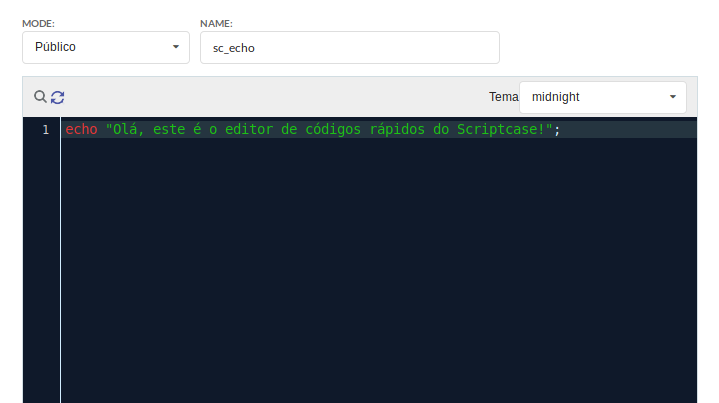 MODE: NAME:
Público sc_echo
Tema midnight
1 echo "Olá, este é o editor de códigos rápidos do Scriptcase!";